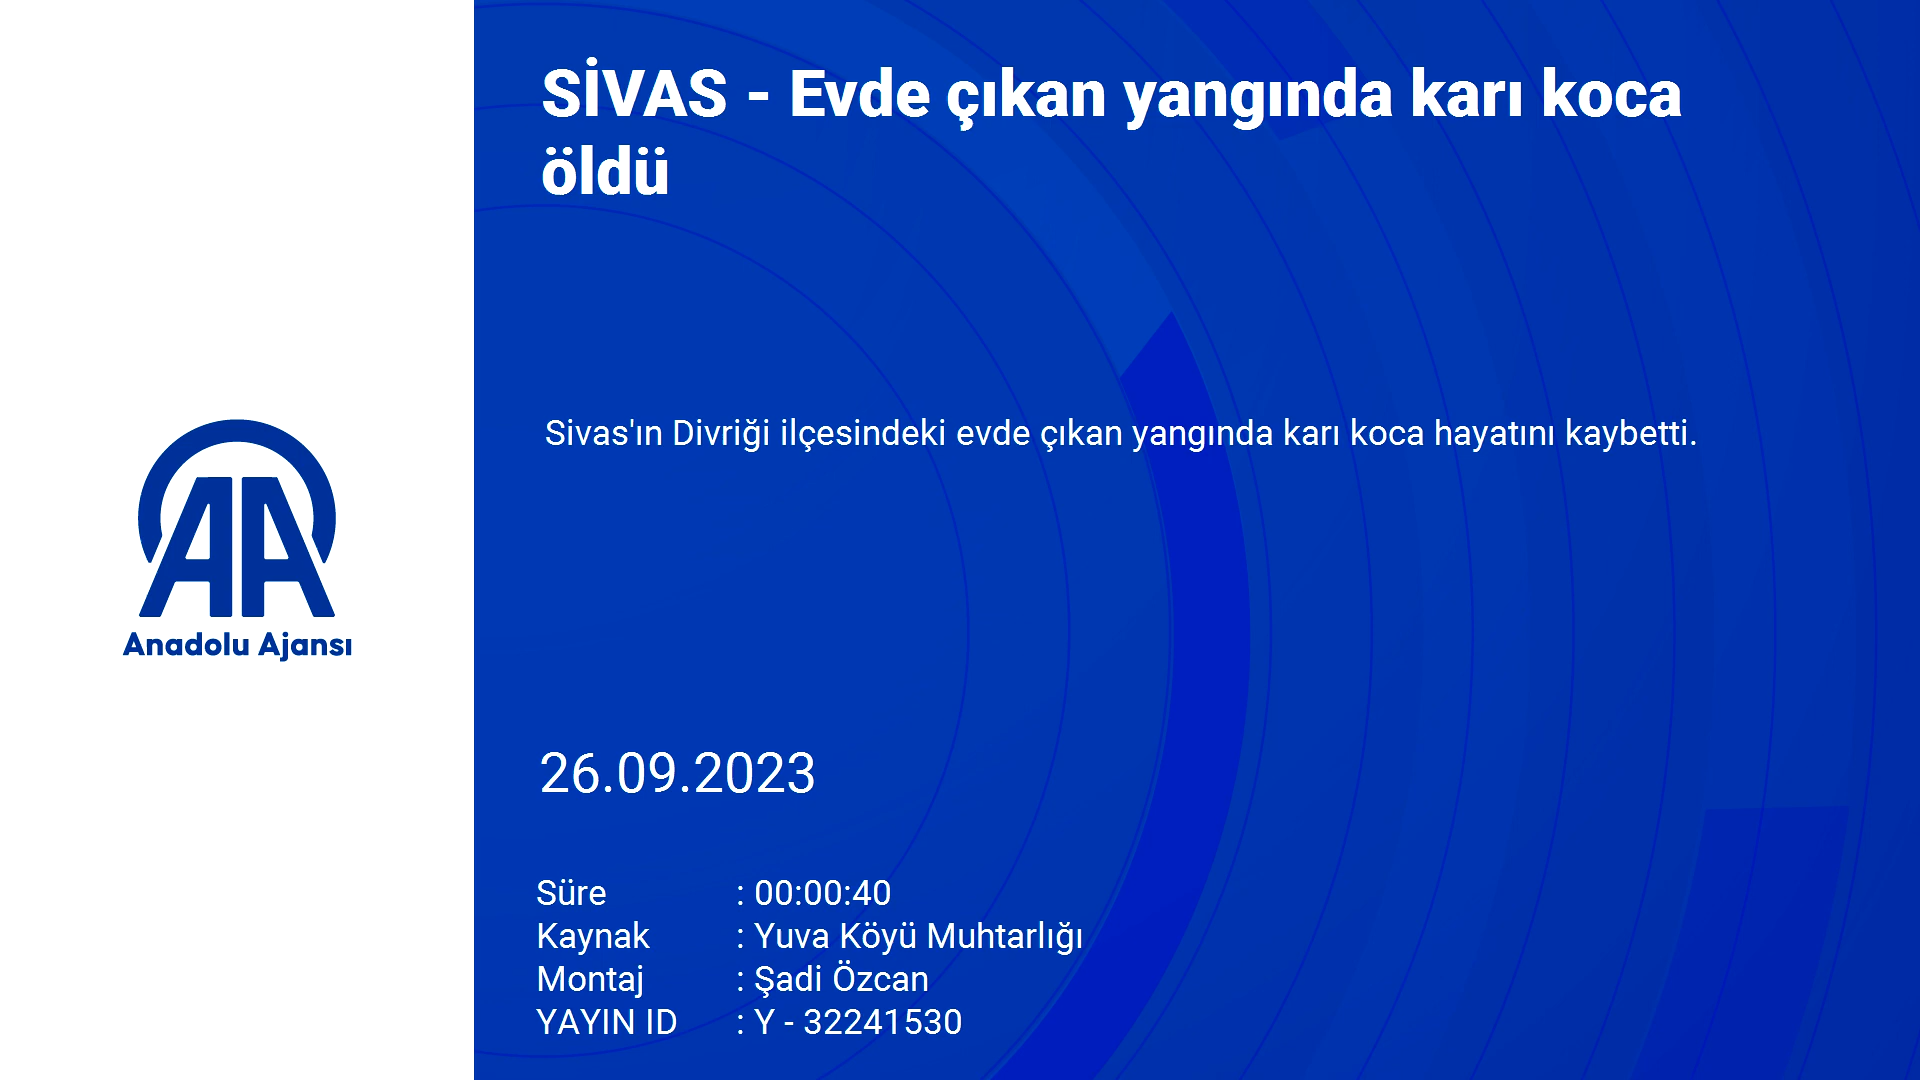 SİVAS - Evde çıkan yangında karı koca
öldü
Sivas'ın Divriği ilçesindeki evde çıkan yangında karı koca hayatını kaybetti.
AA
Anadolu Ajansı
26.09.2023
Süre : 00:00:40
Kaynak : Yuva Köyü Muhtarlığı
Montaj : Şadi Özcan
YAYIN ID : Y - 32241530